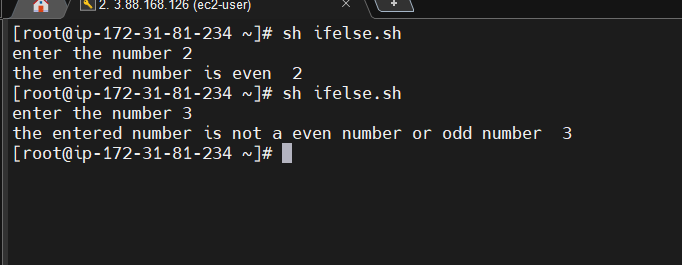 2. 3.88.168.126 (ec2-user)
[root@ip-172-31-81-234 ~]# sh ifelse.sh
enter the number 2
the entered number is even  2
[root@ip-172-31-81-234 ~]# sh ifelse.sh
enter the number 3
the entered number is not a even number or odd number  3
[root@ip-172-31-81-234 ~]#